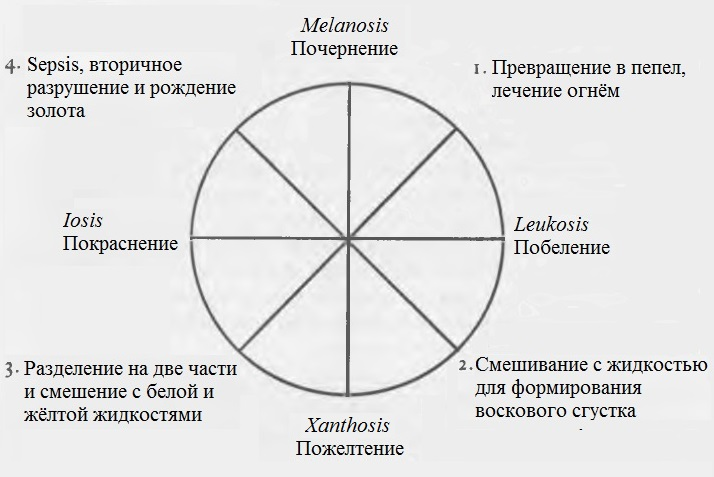 Melanosis
Почернение
4. Sepsis, вторичное
разрушение и рождение
золота
1. Превращение в пепел,
лечение огнём
Iosis
Покраснение
Leukosis
Побеление
3. Разделение на две части
и смешение с белой и
жёлтой жидкостями
2. Смешивание с жидкостью
для формирования
воскового сгустка
Xanthosis
Пожелтение